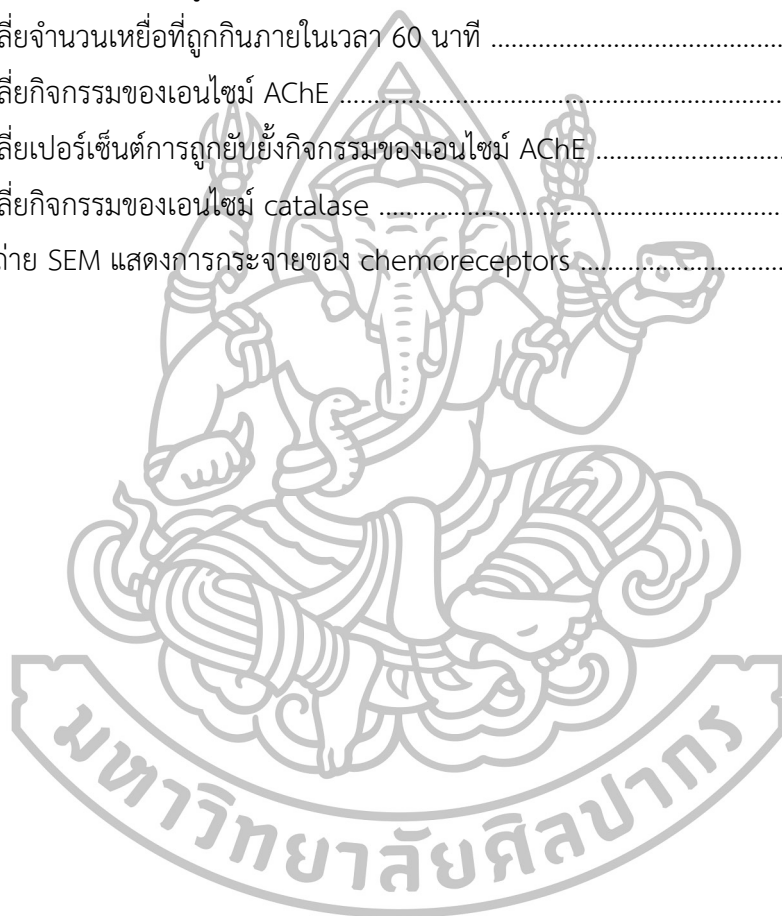 ลี่ยจำนวนเหยื่อที่ถูกกินภายในเวลา 60 นาที ........................................
ลี่ยกิจกรรมของเอนไซม์ AChE ............................................................
ลี่ยเปอร์เซ็นต์การถูกยับยั้งกิจกรรมของเอนไซม์ AChE .........................
ลี่ยกิจกรรมของเอนไซม์ catalase ......................................................
ถ่าย SEM แสดงการกระจายของ chemoreceptors ...........................
มหาวิทยาลัยศิลปากร